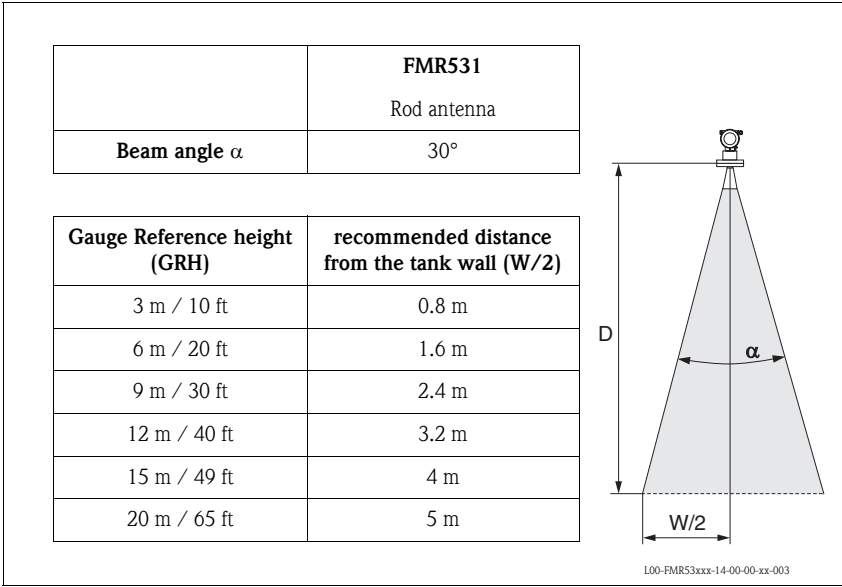 FMR531
Rod antenna
Beam angle α
30°
Gauge Reference height
(GRH)
recommended distance
from the tank wall (W/2)
3 m / 10 ft
0.8 m
6 m / 20 ft
1.6 m
9 m / 30 ft
2.4 m
12 m / 40 ft
3.2 m
15 m / 49 ft
4 m
20 m / 65 ft
5 m
D
α
W/2
L00-FMR53xxx-14-00-00-xx-003